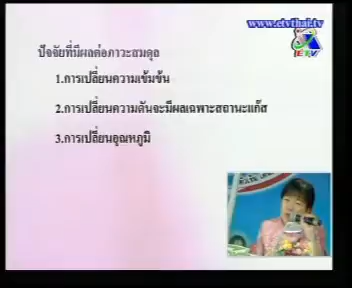 www.etvthai.tv
ETV
ปัจจัยที่มีผลต่อภาวะสมดุล
1.การเปลี่ยนความเข้มข้น
2.การเปลี่ยนความดันจะมีผลเฉพาะสถานะแก๊ส
3.การเปลี่ยนอุณหภูมิ